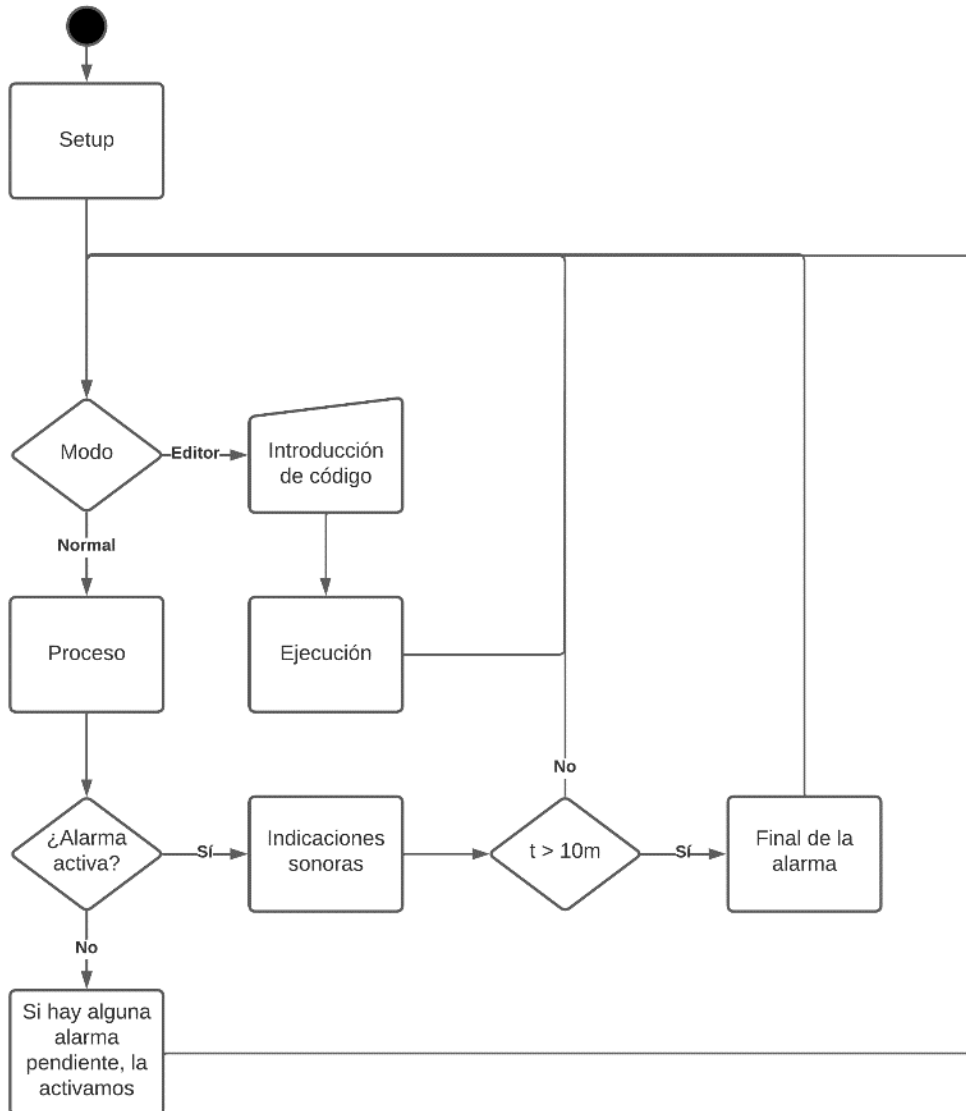 Setup
Modo
Editor
Introducción
de código
Normal
Proceso
Ejecución
No
¿Alarma
activa?
Sí
Indicaciones
sonoras
t > 10m
Sí
Final de la
alarma
No
Si hay alguna
alarma
pendiente, la
activamos